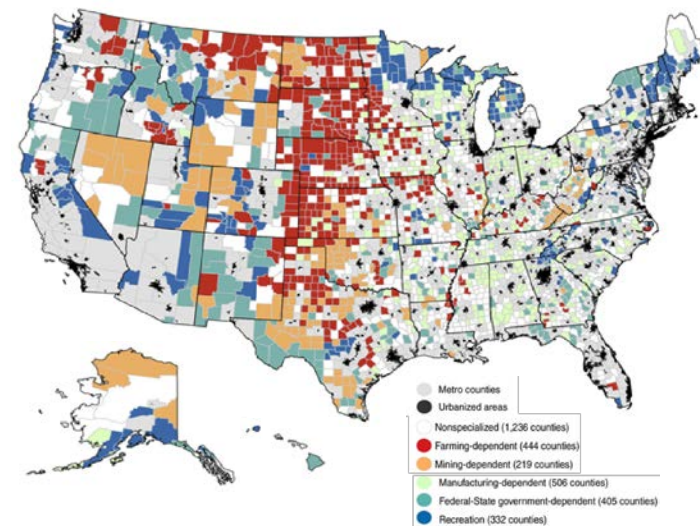 Metro counties
Urbanized areas
Nonspecialized (1,236 counties)
Farming-dependent (444 counties)
Mining-dependent (219 counties)
Manufacturing-dependent (506 counties)
Federal-State government-dependent (405 counties)
Recreation (332 counties)